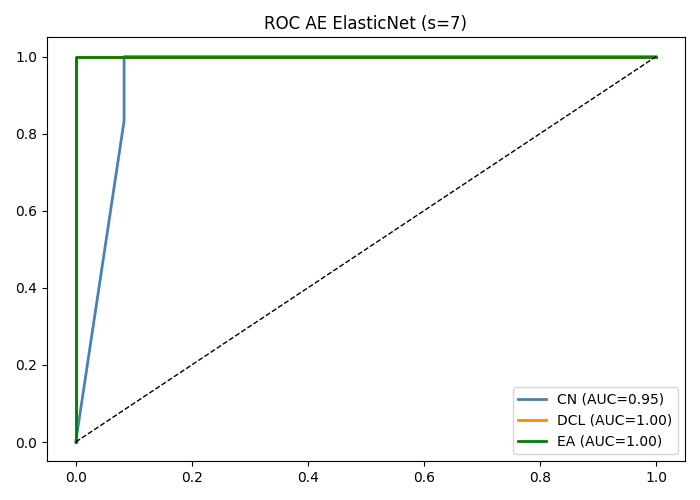 ROC AE ElasticNet (s=7)
1.0
0.8
0.6
0.4
0.2
0.0
0.0 0.2 0.4 0.6 0.8 1.0
CN (AUC=0.95)
DCL (AUC=1.00)
EA (AUC=1.00)